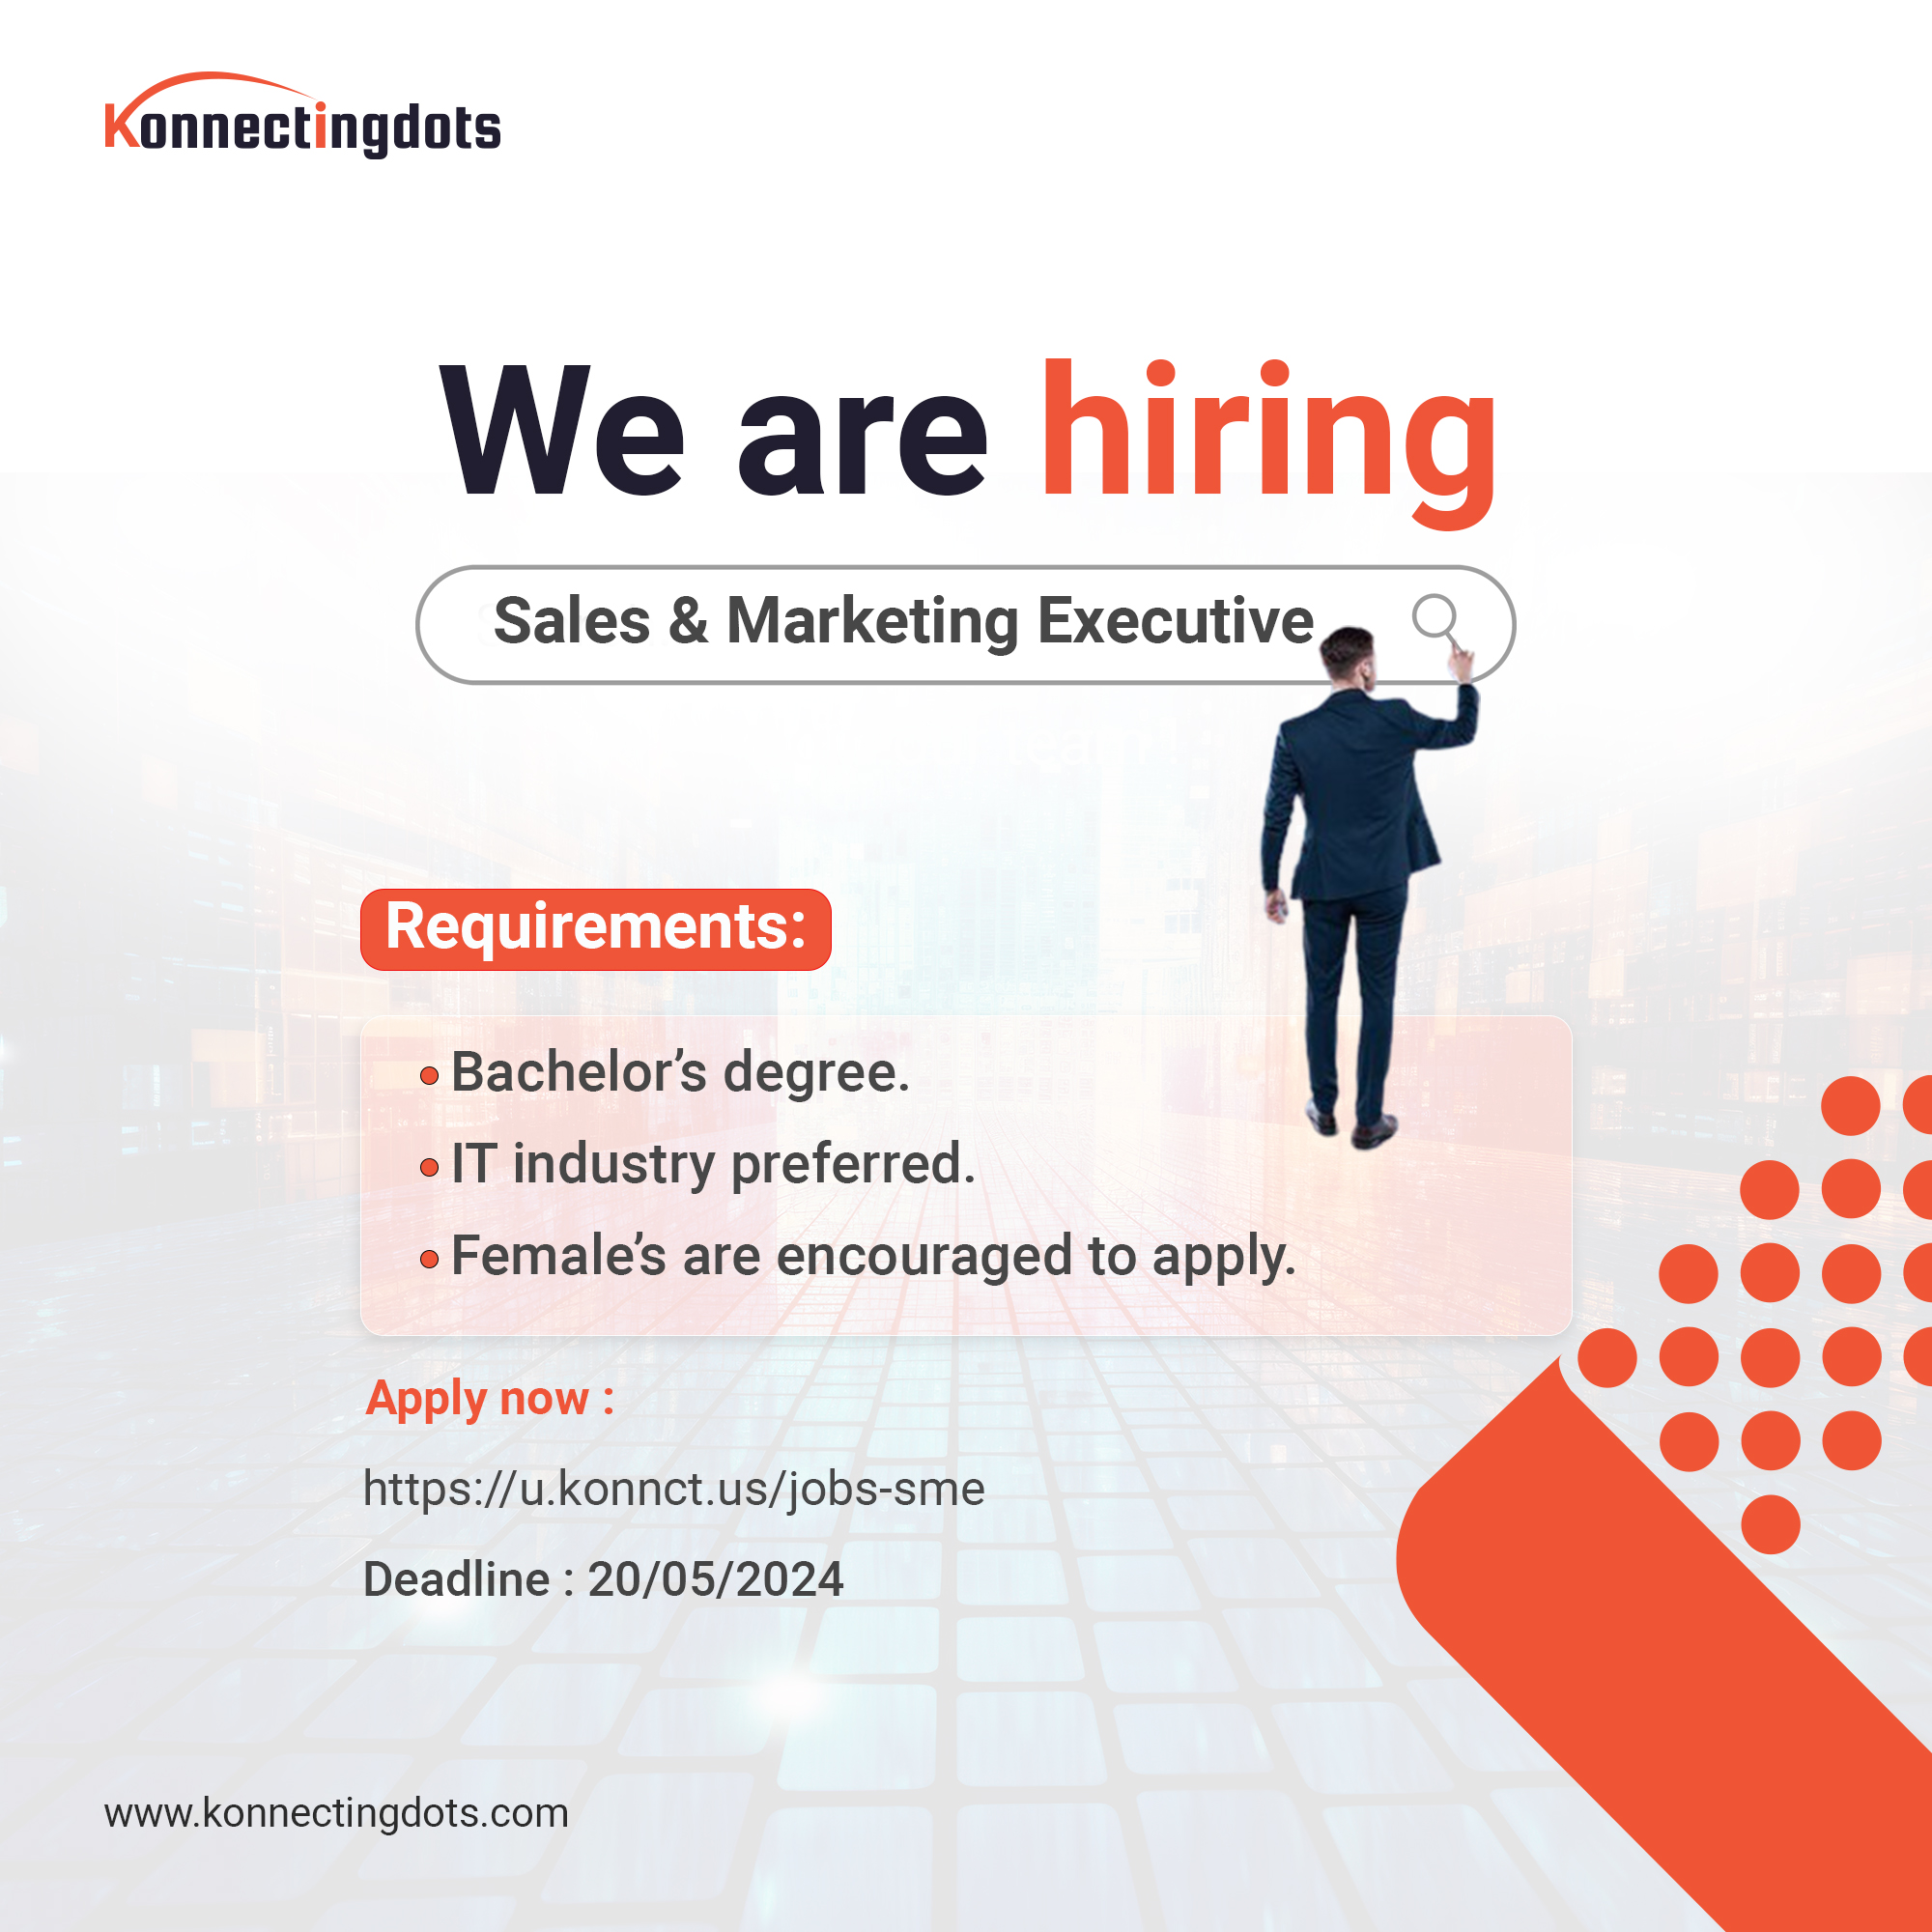 Konnectingdots
We are hiring
Sales & Marketing Executive
Requirements:
Bachelor’s degree.
IT industry preferred.
Female’s are encouraged to apply.
Apply now :
https://u.konnct.us/jobs-sme
Deadline : 20/05/2024
www.konnectingdots.com